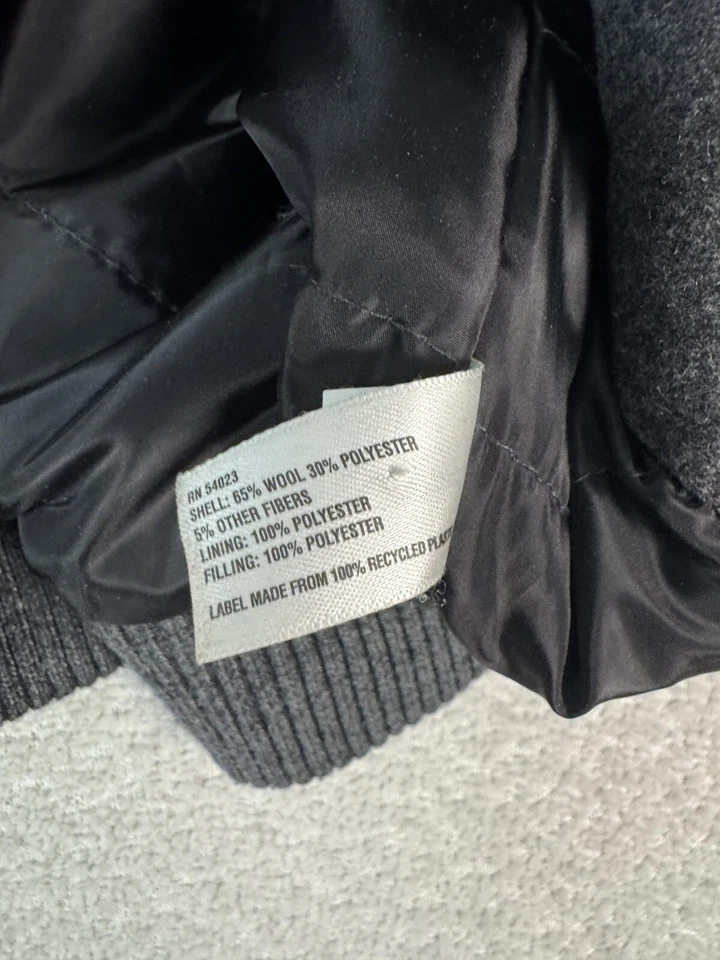 RN 54023
SHELL: 65% WOOL 30% POLYESTER
5% OTHER FIBERS
LINING: 100% POLYESTER
FILLING: 100% POLYESTER
LABEL MADE FROM 100% RECYCLED